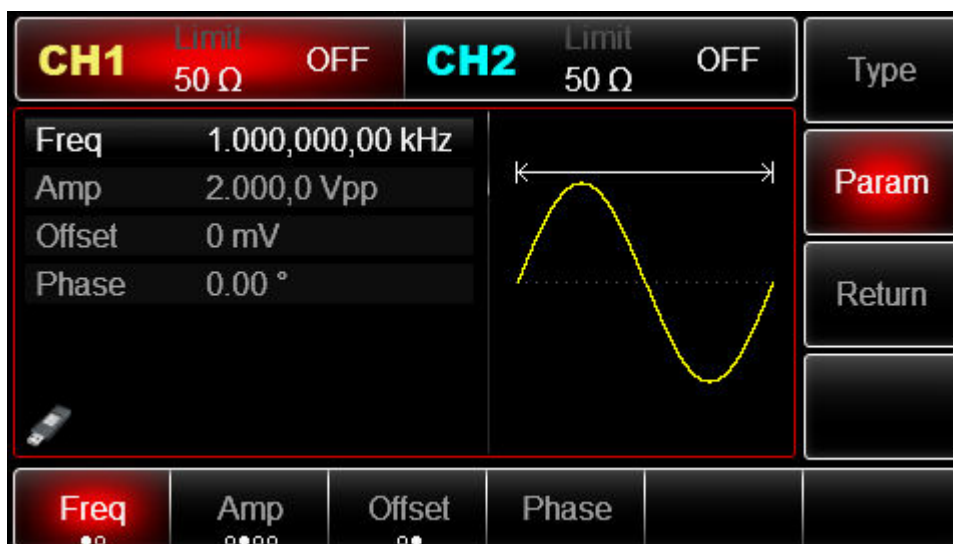 CH1 Limit 50 Ω OFF
CH2 Limit 50 Ω OFF
Type
Freq 1.000,000,00 kHz
Amp 2.000,0 Vpp
Offset 0 mV
Phase 0.00 °
Param
Return
Freq Amp Offset Phase